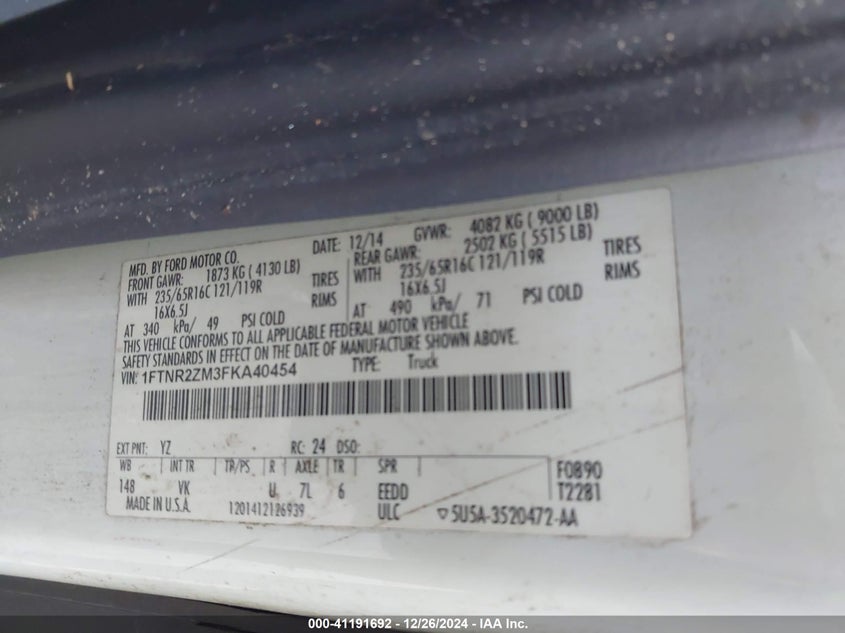 MFD. BY FORD MOTOR CO. DATE: 12/14 GVWR: 4082 KG ( 9000 LB)
FRONT GAWR: 1873 KG ( 4130 LB) REAR GAWR: 2502 KG ( 5515 LB)
WITH 235/65R16C 121/119R TIRES WITH 235/65R16C 121/119R TIRES
16X6.5J RIMS 16X6.5J RIMS
AT 340 kPa/ 49 PSI COLD AT 490 kPa/ 71 PSI COLD
THIS VEHICLE CONFORMS TO ALL APPLICABLE FEDERAL MOTOR VEHICLE
SAFETY STANDARDS IN EFFECT ON THE DATE OF MANUFACTURE SHOWN ABOVE.
VIN: 1FTNR2ZM3FKA40454 TYPE: Truck
EXT PNT: YZ RC: 24 DSO:
WB INT TR TR/PS R AXLE TR SPR F0890
148 VK U 7L 6 EEDD T2281
MADE IN U.S.A. 1201412126939 ULC ▽5U5A-3520472-AA
000-41191692 - 12/26/2024 - IAA Inc.